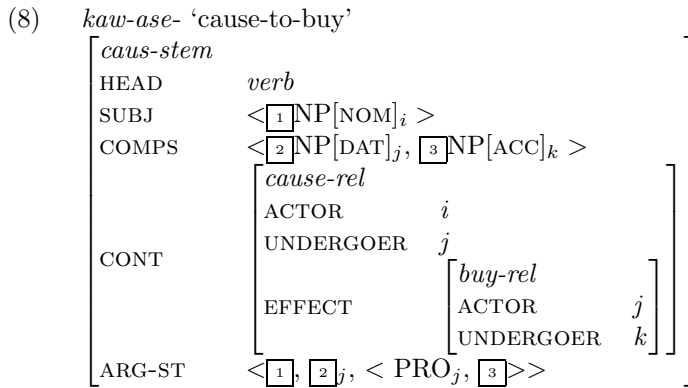 (8) kaw-ase- ‘cause-to-buy’
caus-stem
HEAD verb
SUBJ <[1]NP[NOM]i >
COMPS <[2]NP[DAT]j, [3]NP[ACC]k >
cause-rel
ACTOR i
UNDERGOER j
CONT
buy-rel
EFFECT ACTOR j
UNDERGOER k
ARG-ST <[1], [2]j, < PROj, [3]>>